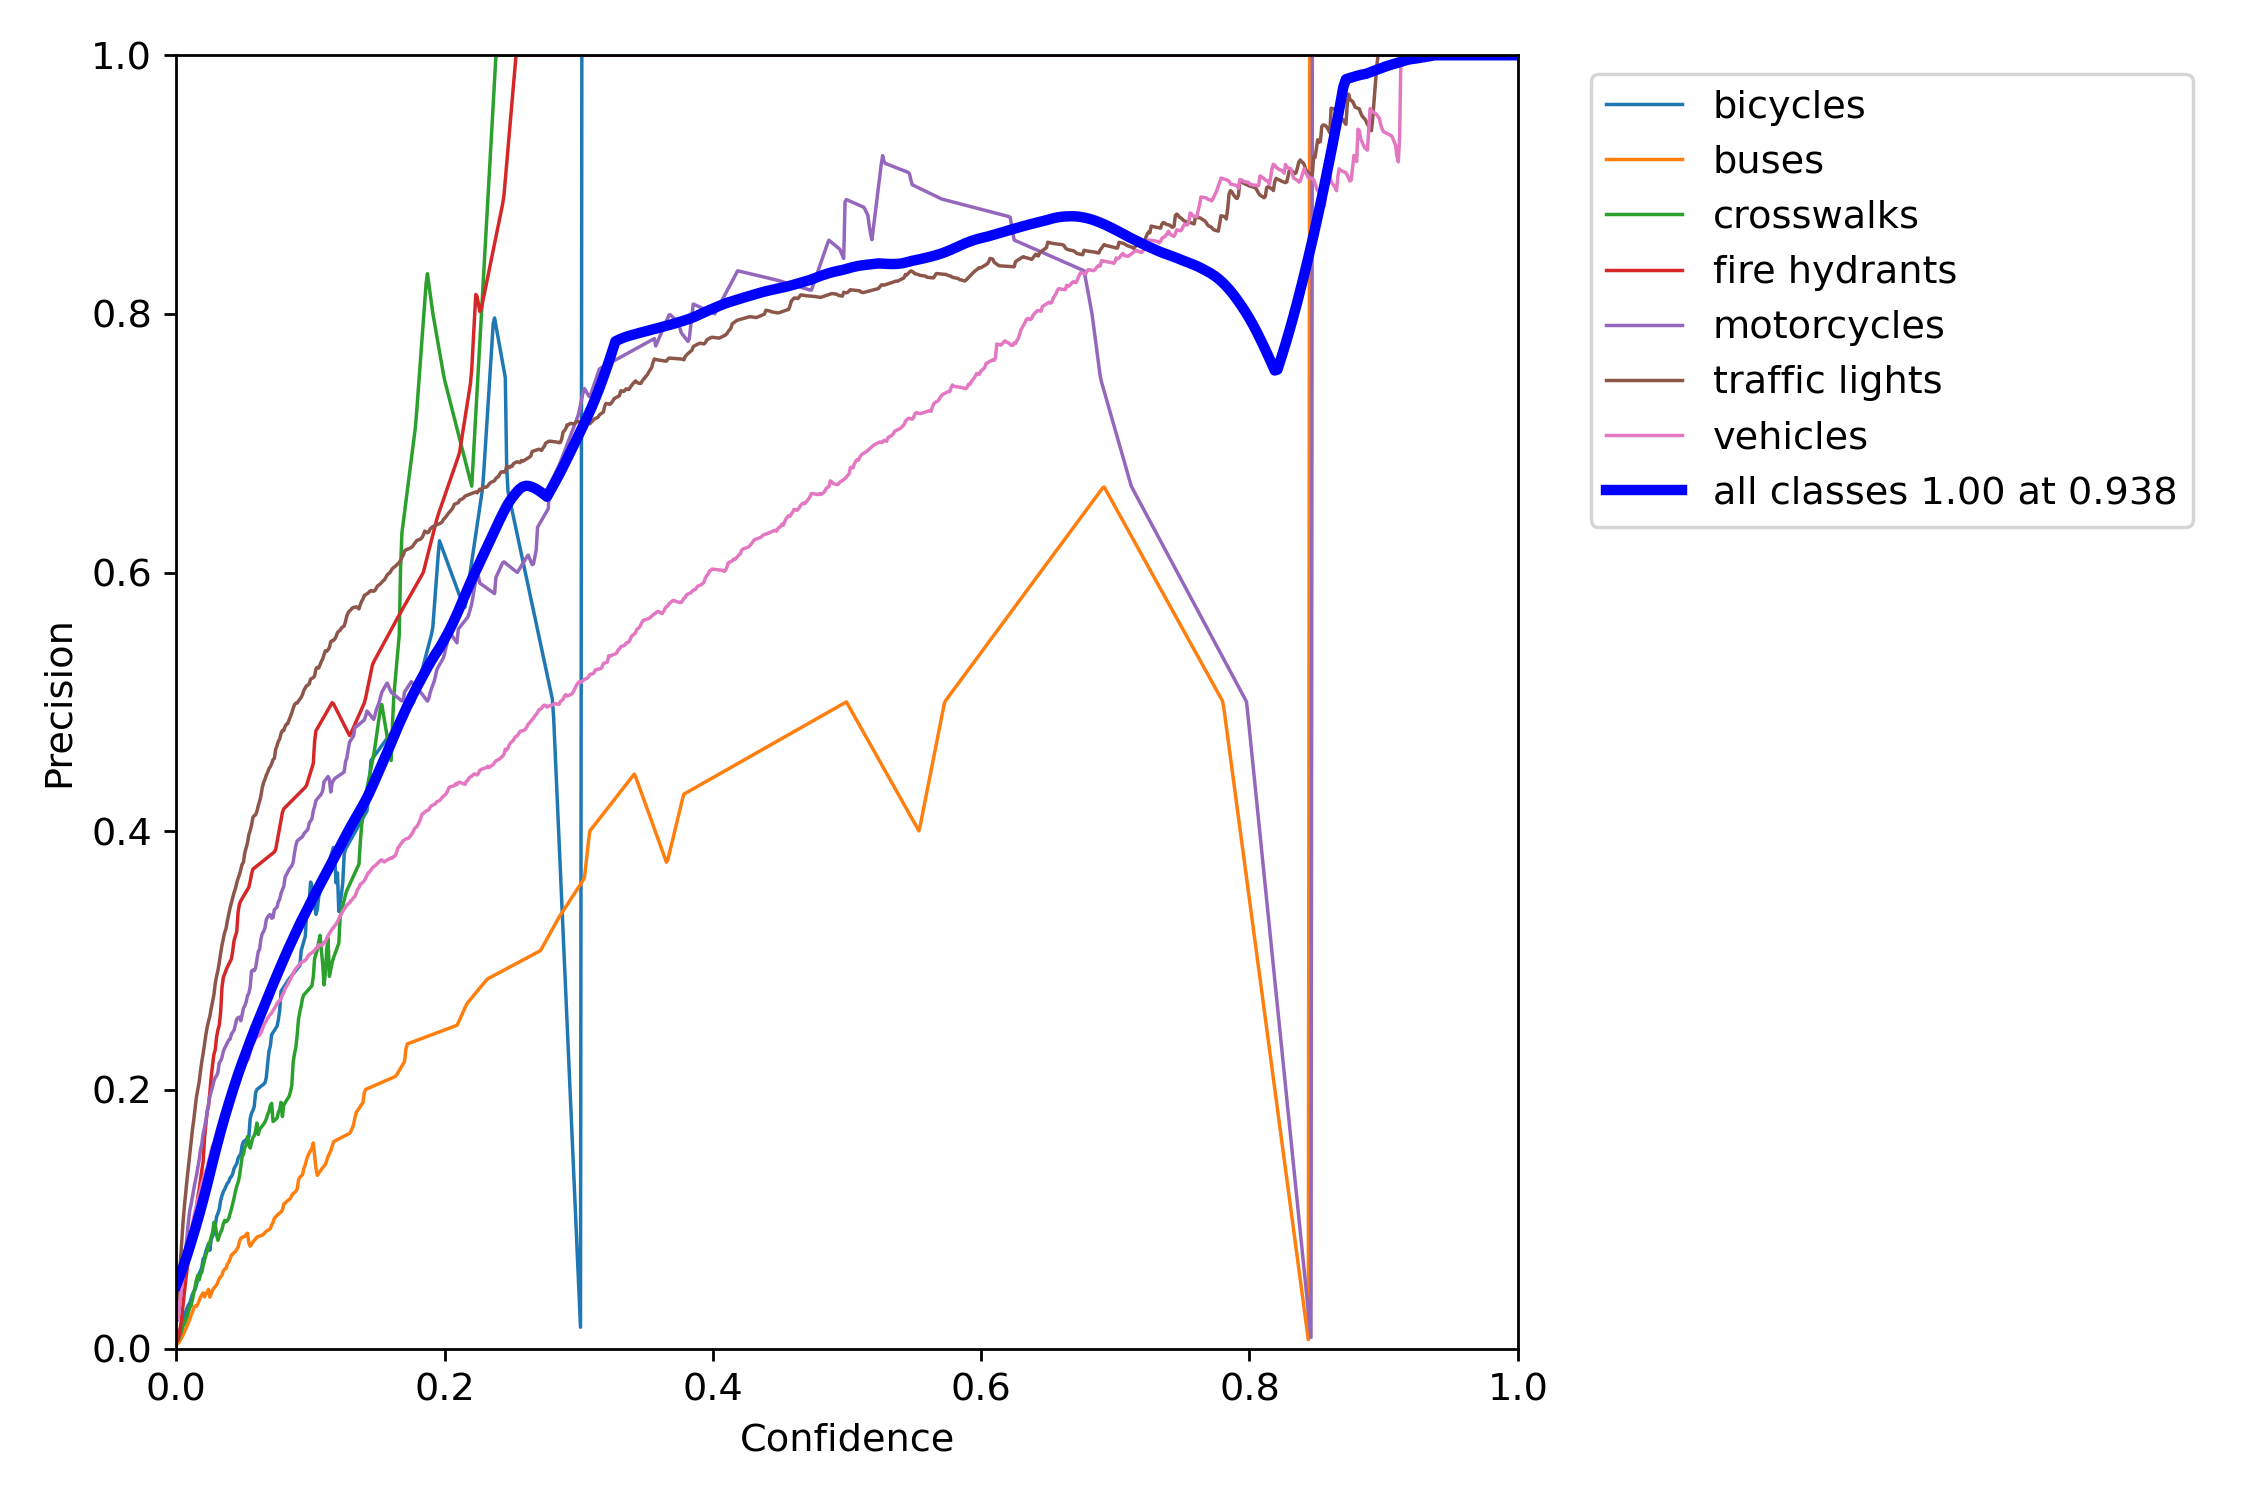 1.0
0.8
0.6
0.4
0.2
0.0
Precision
0.0 0.2 0.4 0.6 0.8 1.0
Confidence
bicycles
buses
crosswalks
fire hydrants
motorcycles
traffic lights
vehicles
all classes 1.00 at 0.938